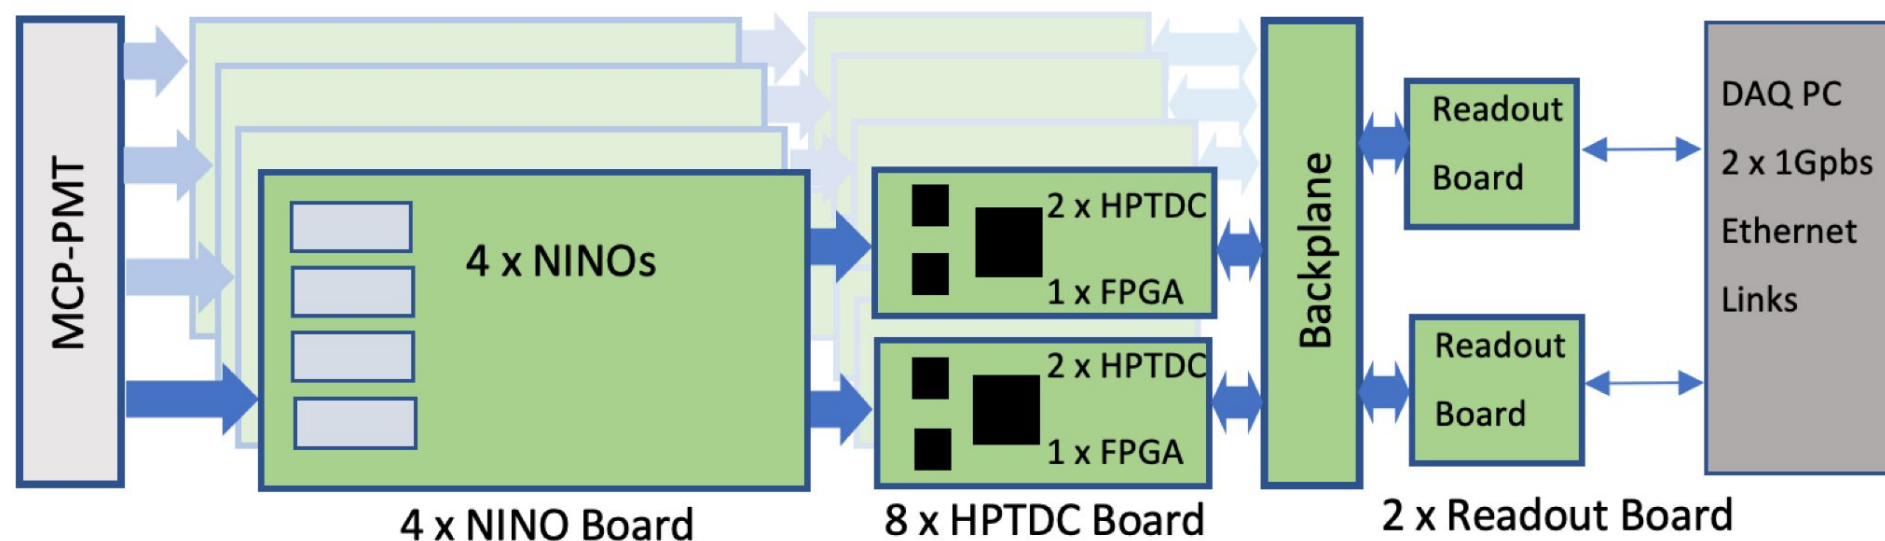 MCP-PMT
4 x NINOs
2 x HPTDC
1 x FPGA
2 x HPTDC
1 x FPGA
Backplane
Readout
Board
Readout
Board
DAQ PC
2 x 1Gpbs
Ethernet
Links
4 x NINO Board
8 x HPTDC Board
2 x Readout Board